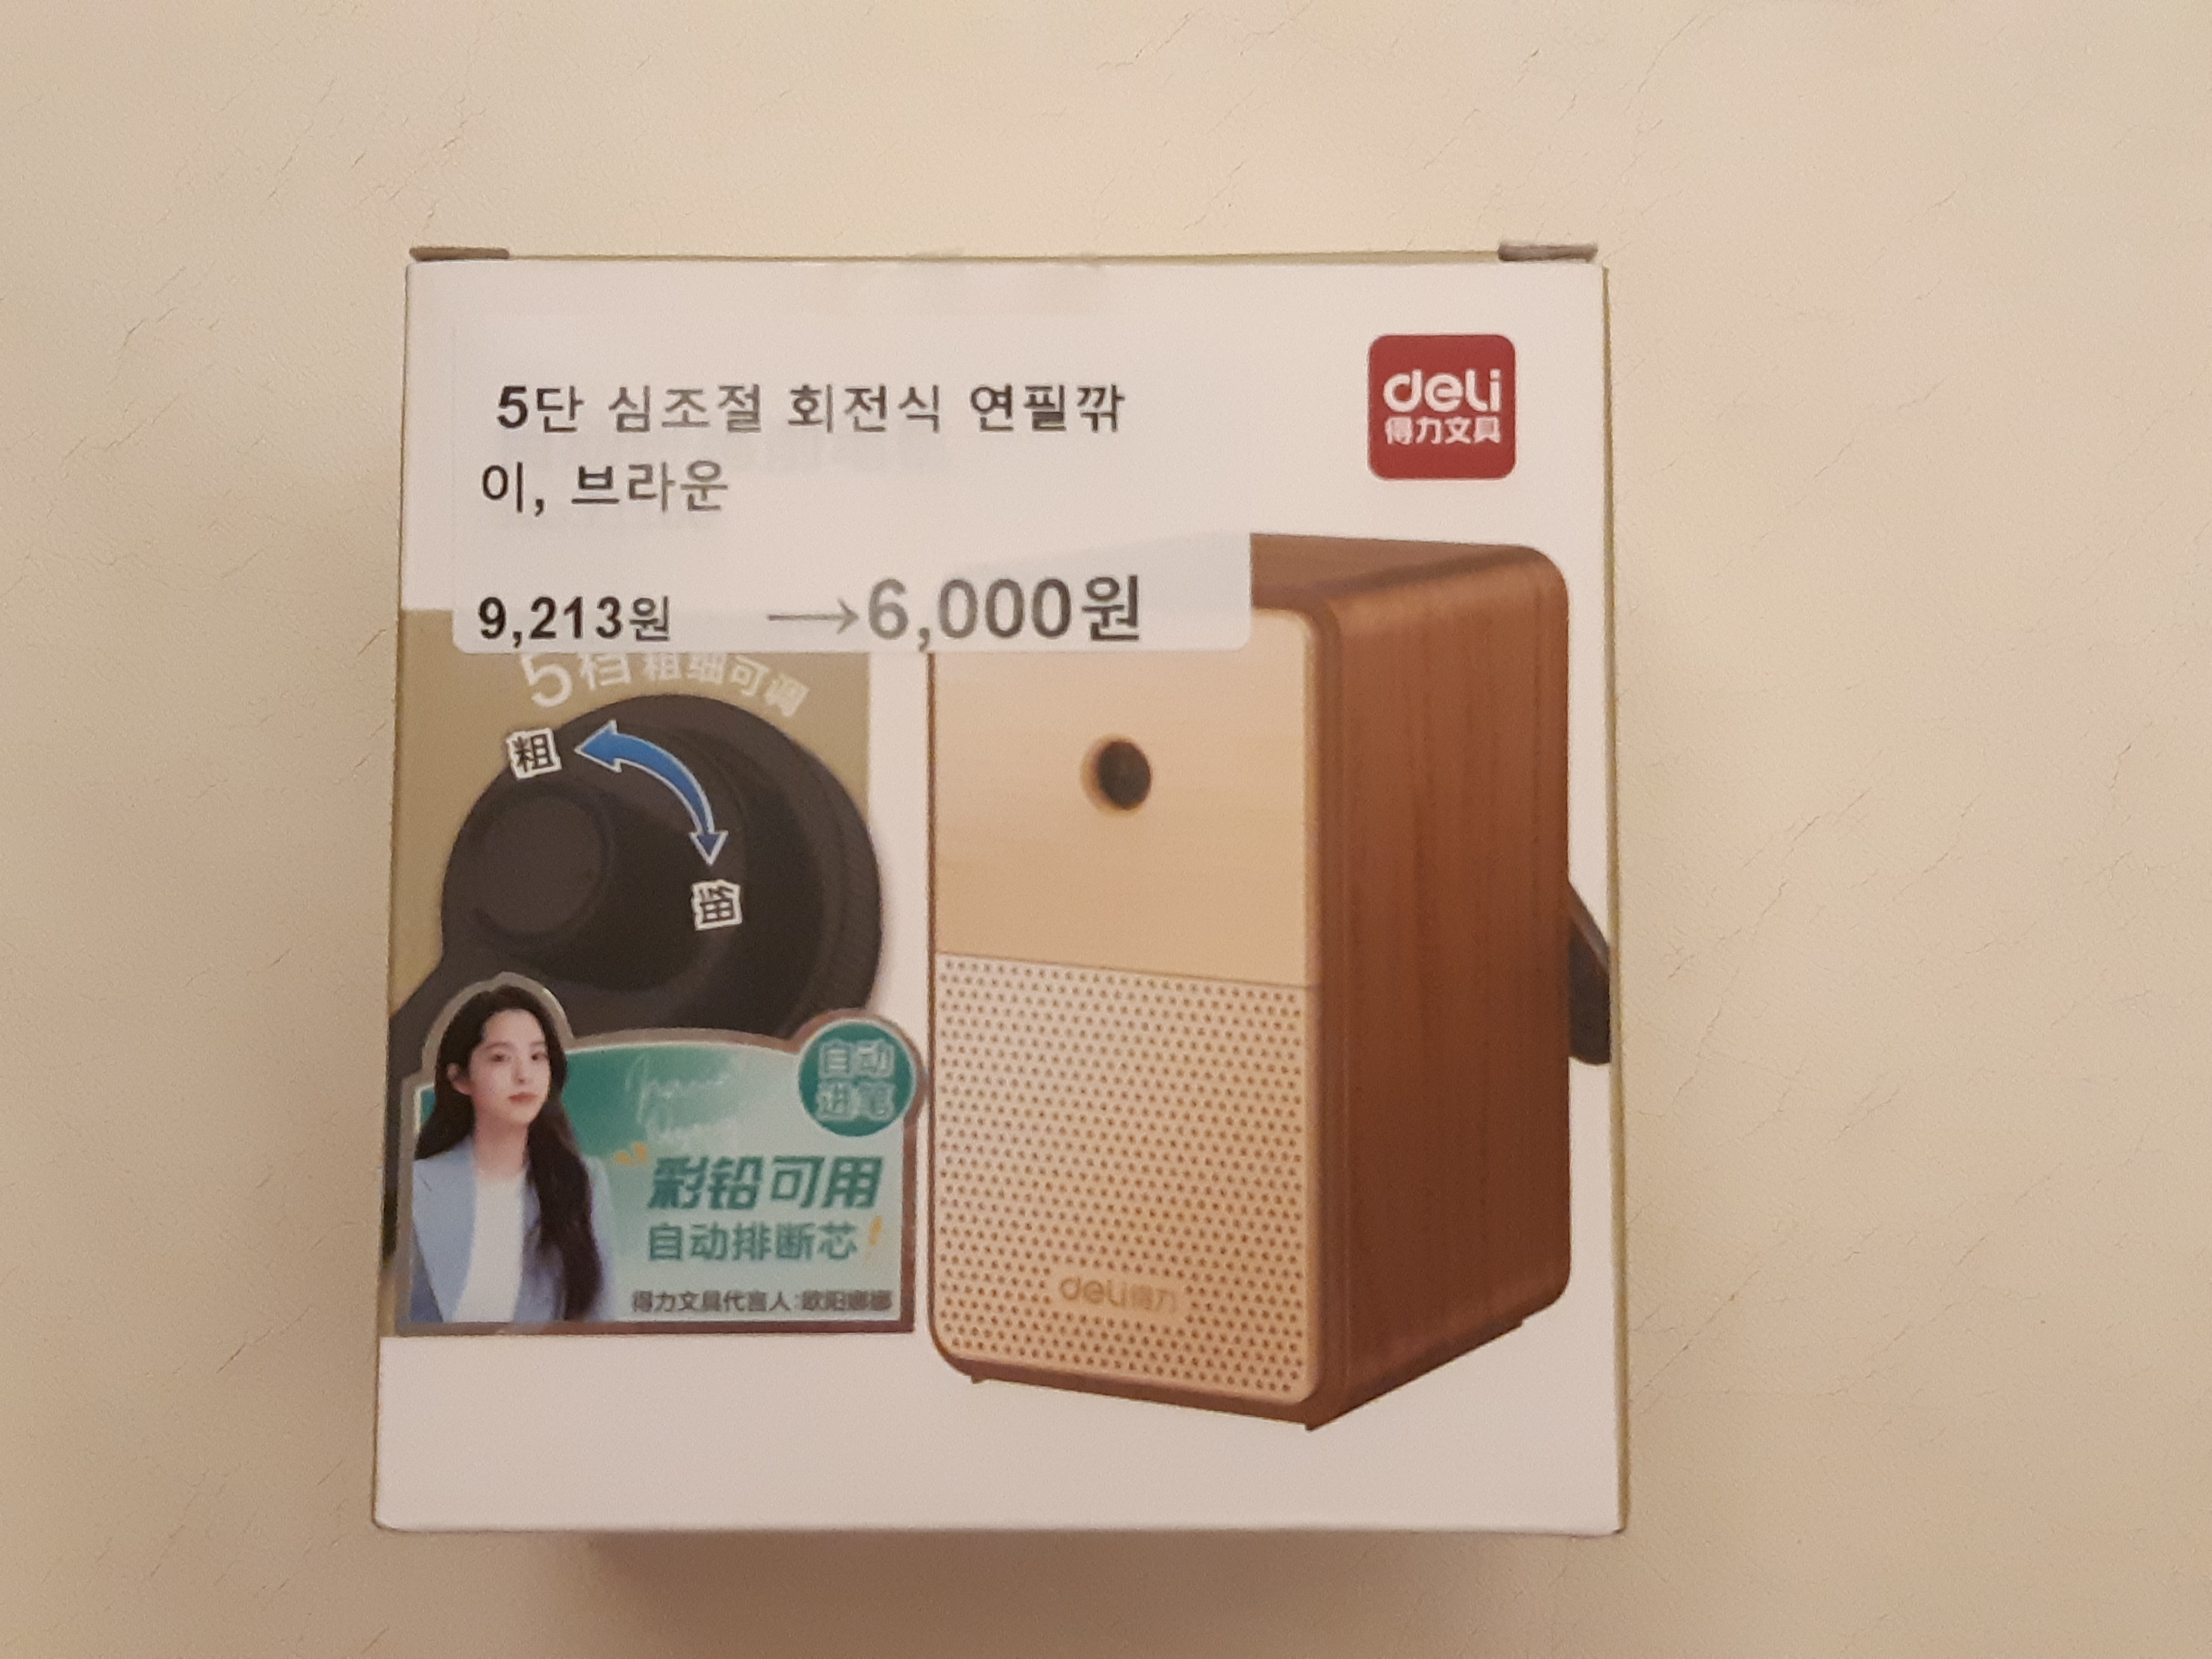 5단 심조절 회전식 연필깎
이, 브라운
9,213원 →6,000원
deli
得力文具
5档 粗细可调
粗
细
自动
进笔
彩铅可用
自动排断芯!
得力文具代言人:欧阳娜娜
deli得力